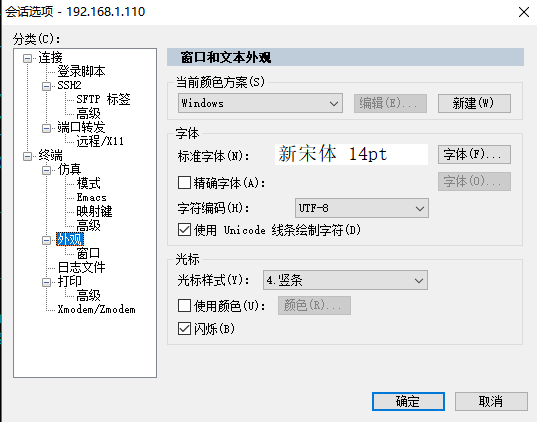 会话选项 - 192.168.1.110
分类(C):
连接
登录脚本
SSH2
SFTP 标签
高级
端口转发
远程/X11
终端
仿真
模式
Emacs
映射键
高级
外观
窗口
日志文件
打印
高级
Xmodem/Zmodem
窗口和文本外观
当前颜色方案(S)
Windows
编辑(E)...
新建(W)
字体
标准字体(N):
新宋体 14pt
字体(F)...
精确字体(A):
字体(O)...
字符编码(H):
UTF-8
使用 Unicode 线条绘制字符(D)
光标
光标样式(Y):
4.竖条
使用颜色(U):
颜色(R)...
闪烁(B)
确定
取消